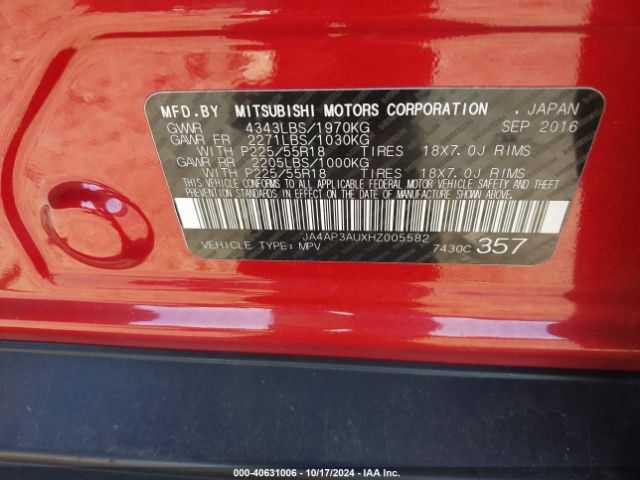 MFD.BY MITSUBISHI MOTORS CORPORATION . JAPAN
GVWR 4343LBS/1970KG SEP 2016
GAWR FR 2271LBS/1030KG
WITH P225/55R18 TIRES 18X7.0J RIMS
GAWR RR 2205LBS/1000KG
WITH P225/55R18 TIRES 18X7.0J RIMS
THIS VEHICLE CONFORMS TO ALL APPLICABLE FEDERAL MOTOR VEHICLE SAFETY AND THEFT
PREVENTION STANDARDS IN EFFECT ON THE DATE OF MANUFACTURE SHOWN ABOVE.
JA4AP3AUXHZ005582
VEHICLE TYPE: MPV 7430C 357
000-40631006 | 10/17/2024 | IAA Inc.